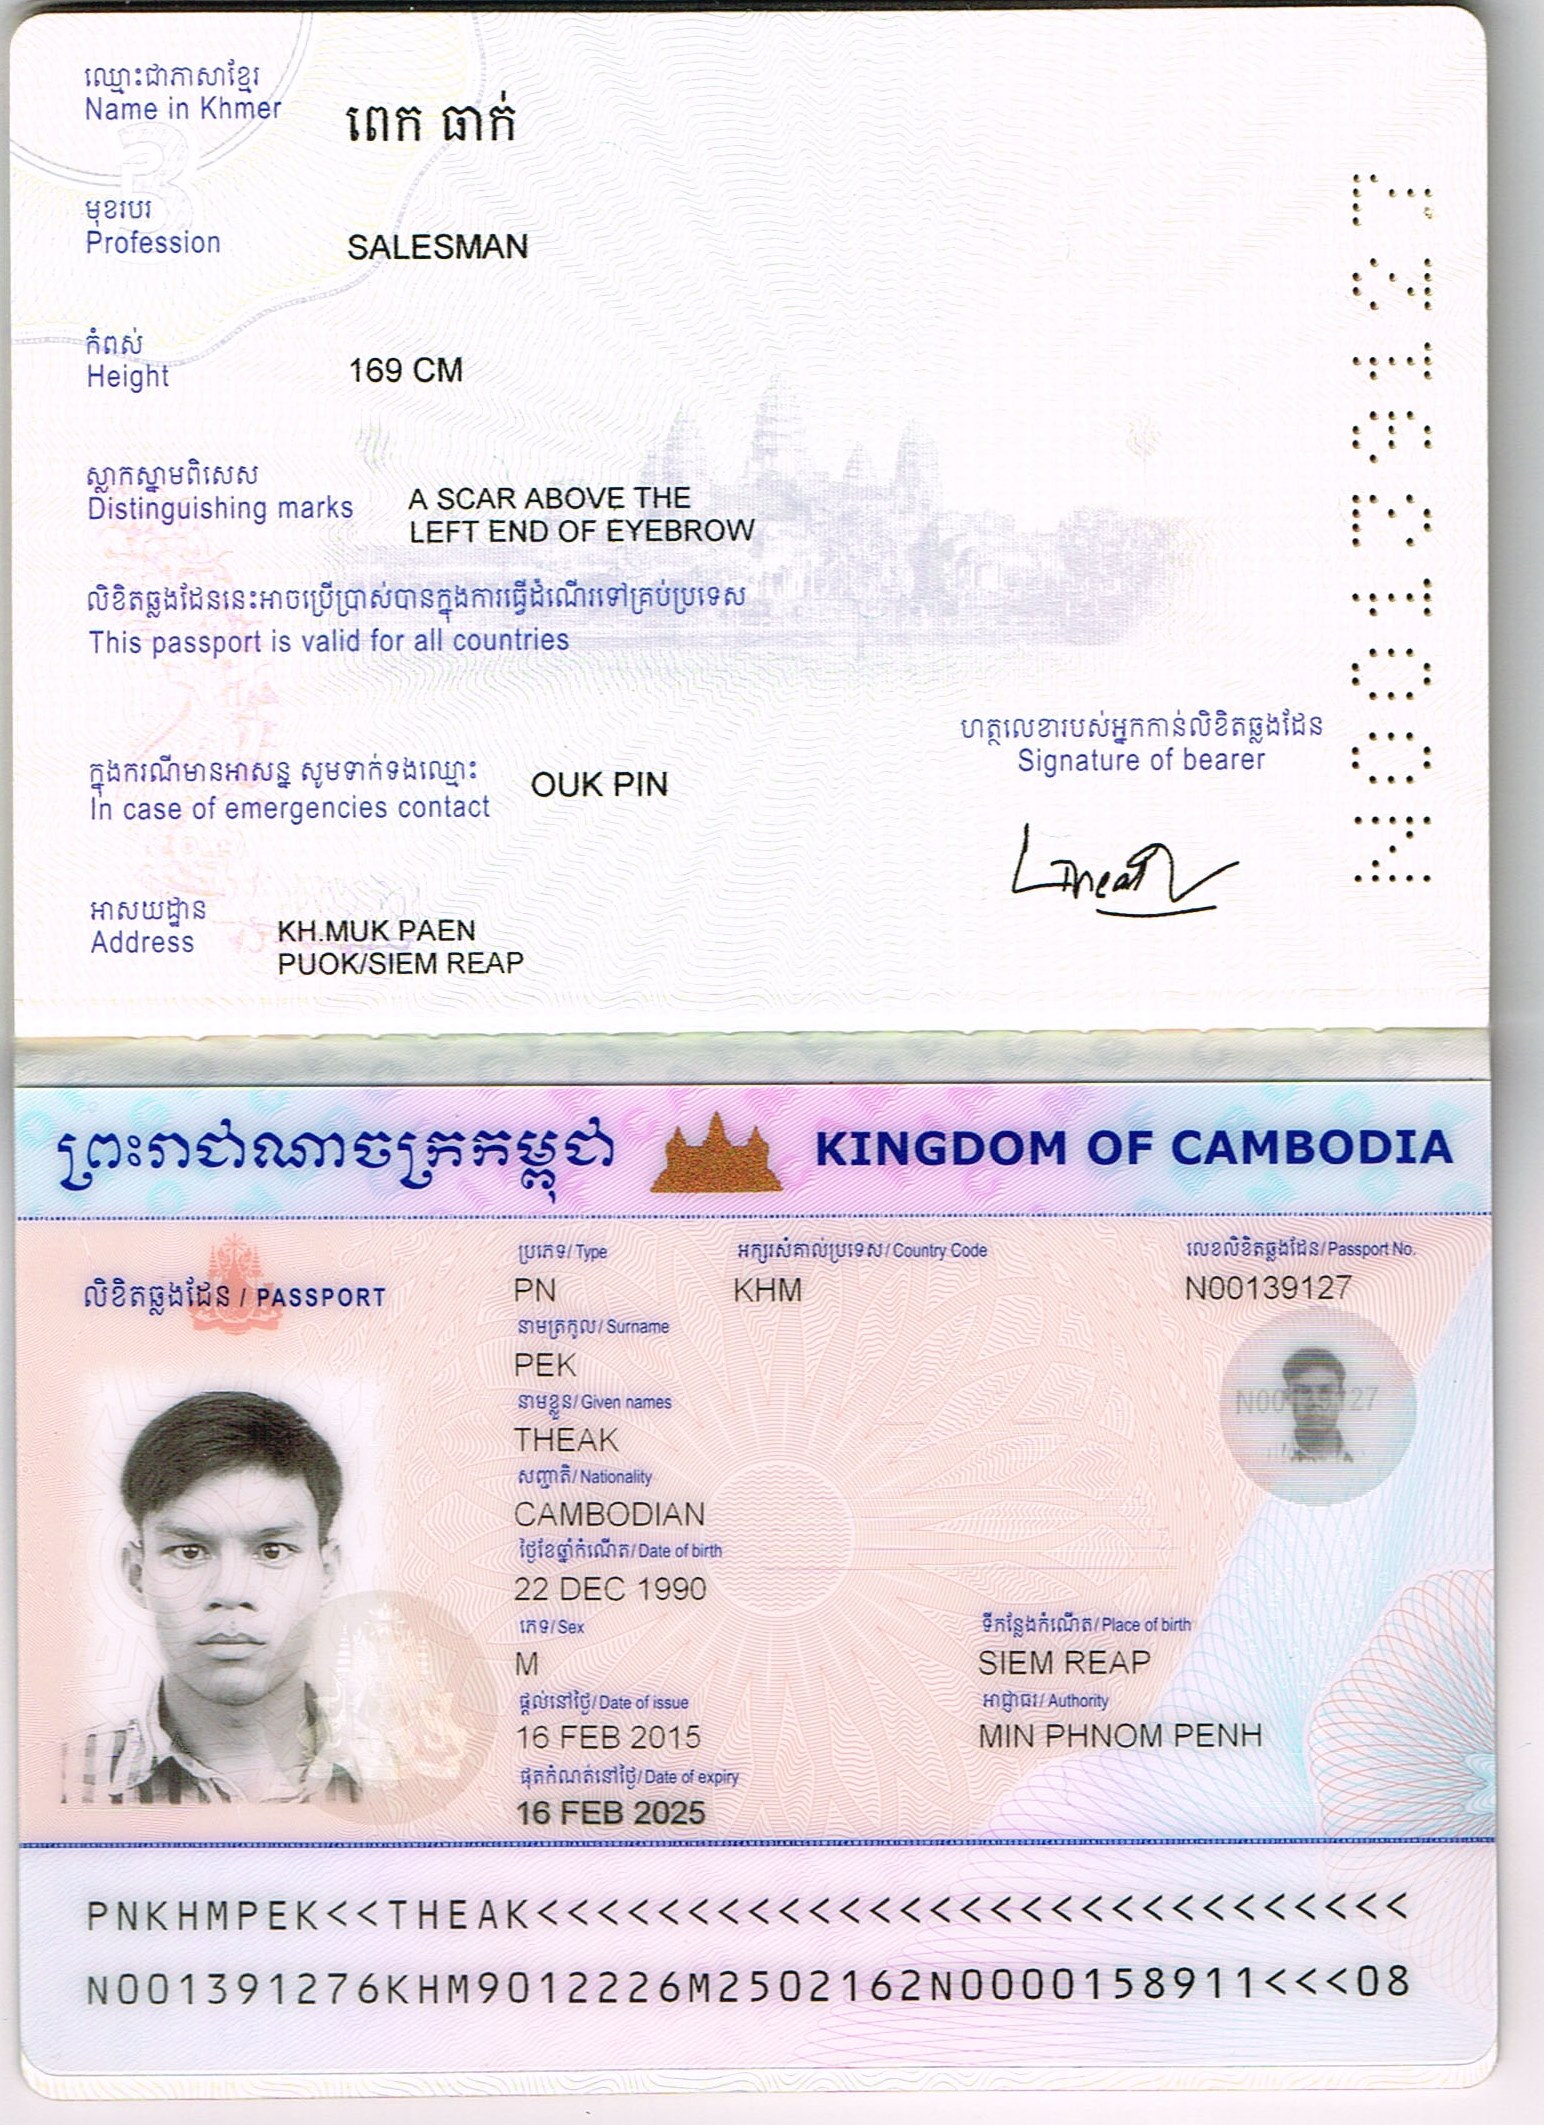 ឈ្មោះជាភាសាខ្មែរ
Name in Khmer
ពេក ធាក់
មុខរបរ
Profession
SALESMAN
កំពស់
Height
169 CM
ស្លាកស្នាមពិសេស
Distinguishing marks
A SCAR ABOVE THE
LEFT END OF EYEBROW
លិខិតឆ្លងដែននេះអាចប្រើប្រាស់បានក្នុងការធ្វើដំណើរទៅគ្រប់ប្រទេស
This passport is valid for all countries
ហត្ថលេខារបស់អ្នកកាន់លិខិតឆ្លងដែន
Signature of bearer
ក្នុងករណីមានអាសន្ន សូមទាក់ទងឈ្មោះ
In case of emergencies contact
OUK PIN
អាសយដ្ឋាន
Address
KH.MUK PAEN
PUOK/SIEM REAP
N00139127
ព្រះរាជាណាចក្រកម្ពុជា KINGDOM OF CAMBODIA
លិខិតឆ្លងដែន / PASSPORT
ប្រភេទ/ Type
PN
អក្សរសំគាល់ប្រទេស/ Country Code
KHM
លេខលិខិតឆ្លងដែន/ Passport No.
N00139127
នាមត្រកូល/ Surname
PEK
នាមខ្លួន/ Given names
THEAK
សញ្ជាតិ/ Nationality
CAMBODIAN
ថ្ងៃខែឆ្នាំកំណើត/ Date of birth
22 DEC 1990
ភេទ/ Sex
M
ទីកន្លែងកំណើត/ Place of birth
SIEM REAP
ផ្តល់នៅថ្ងៃ/ Date of issue
16 FEB 2015
អាជ្ញាធរ/ Authority
MIN PHNOM PENH
ផុតកំណត់នៅថ្ងៃ/ Date of expiry
16 FEB 2025
PNKHMPEK<<THEAK<<<<<<<<<<<<<<<<<<<<<<<<<<<<<
N001391276KHM9012226M2502162N0000158911<<<08